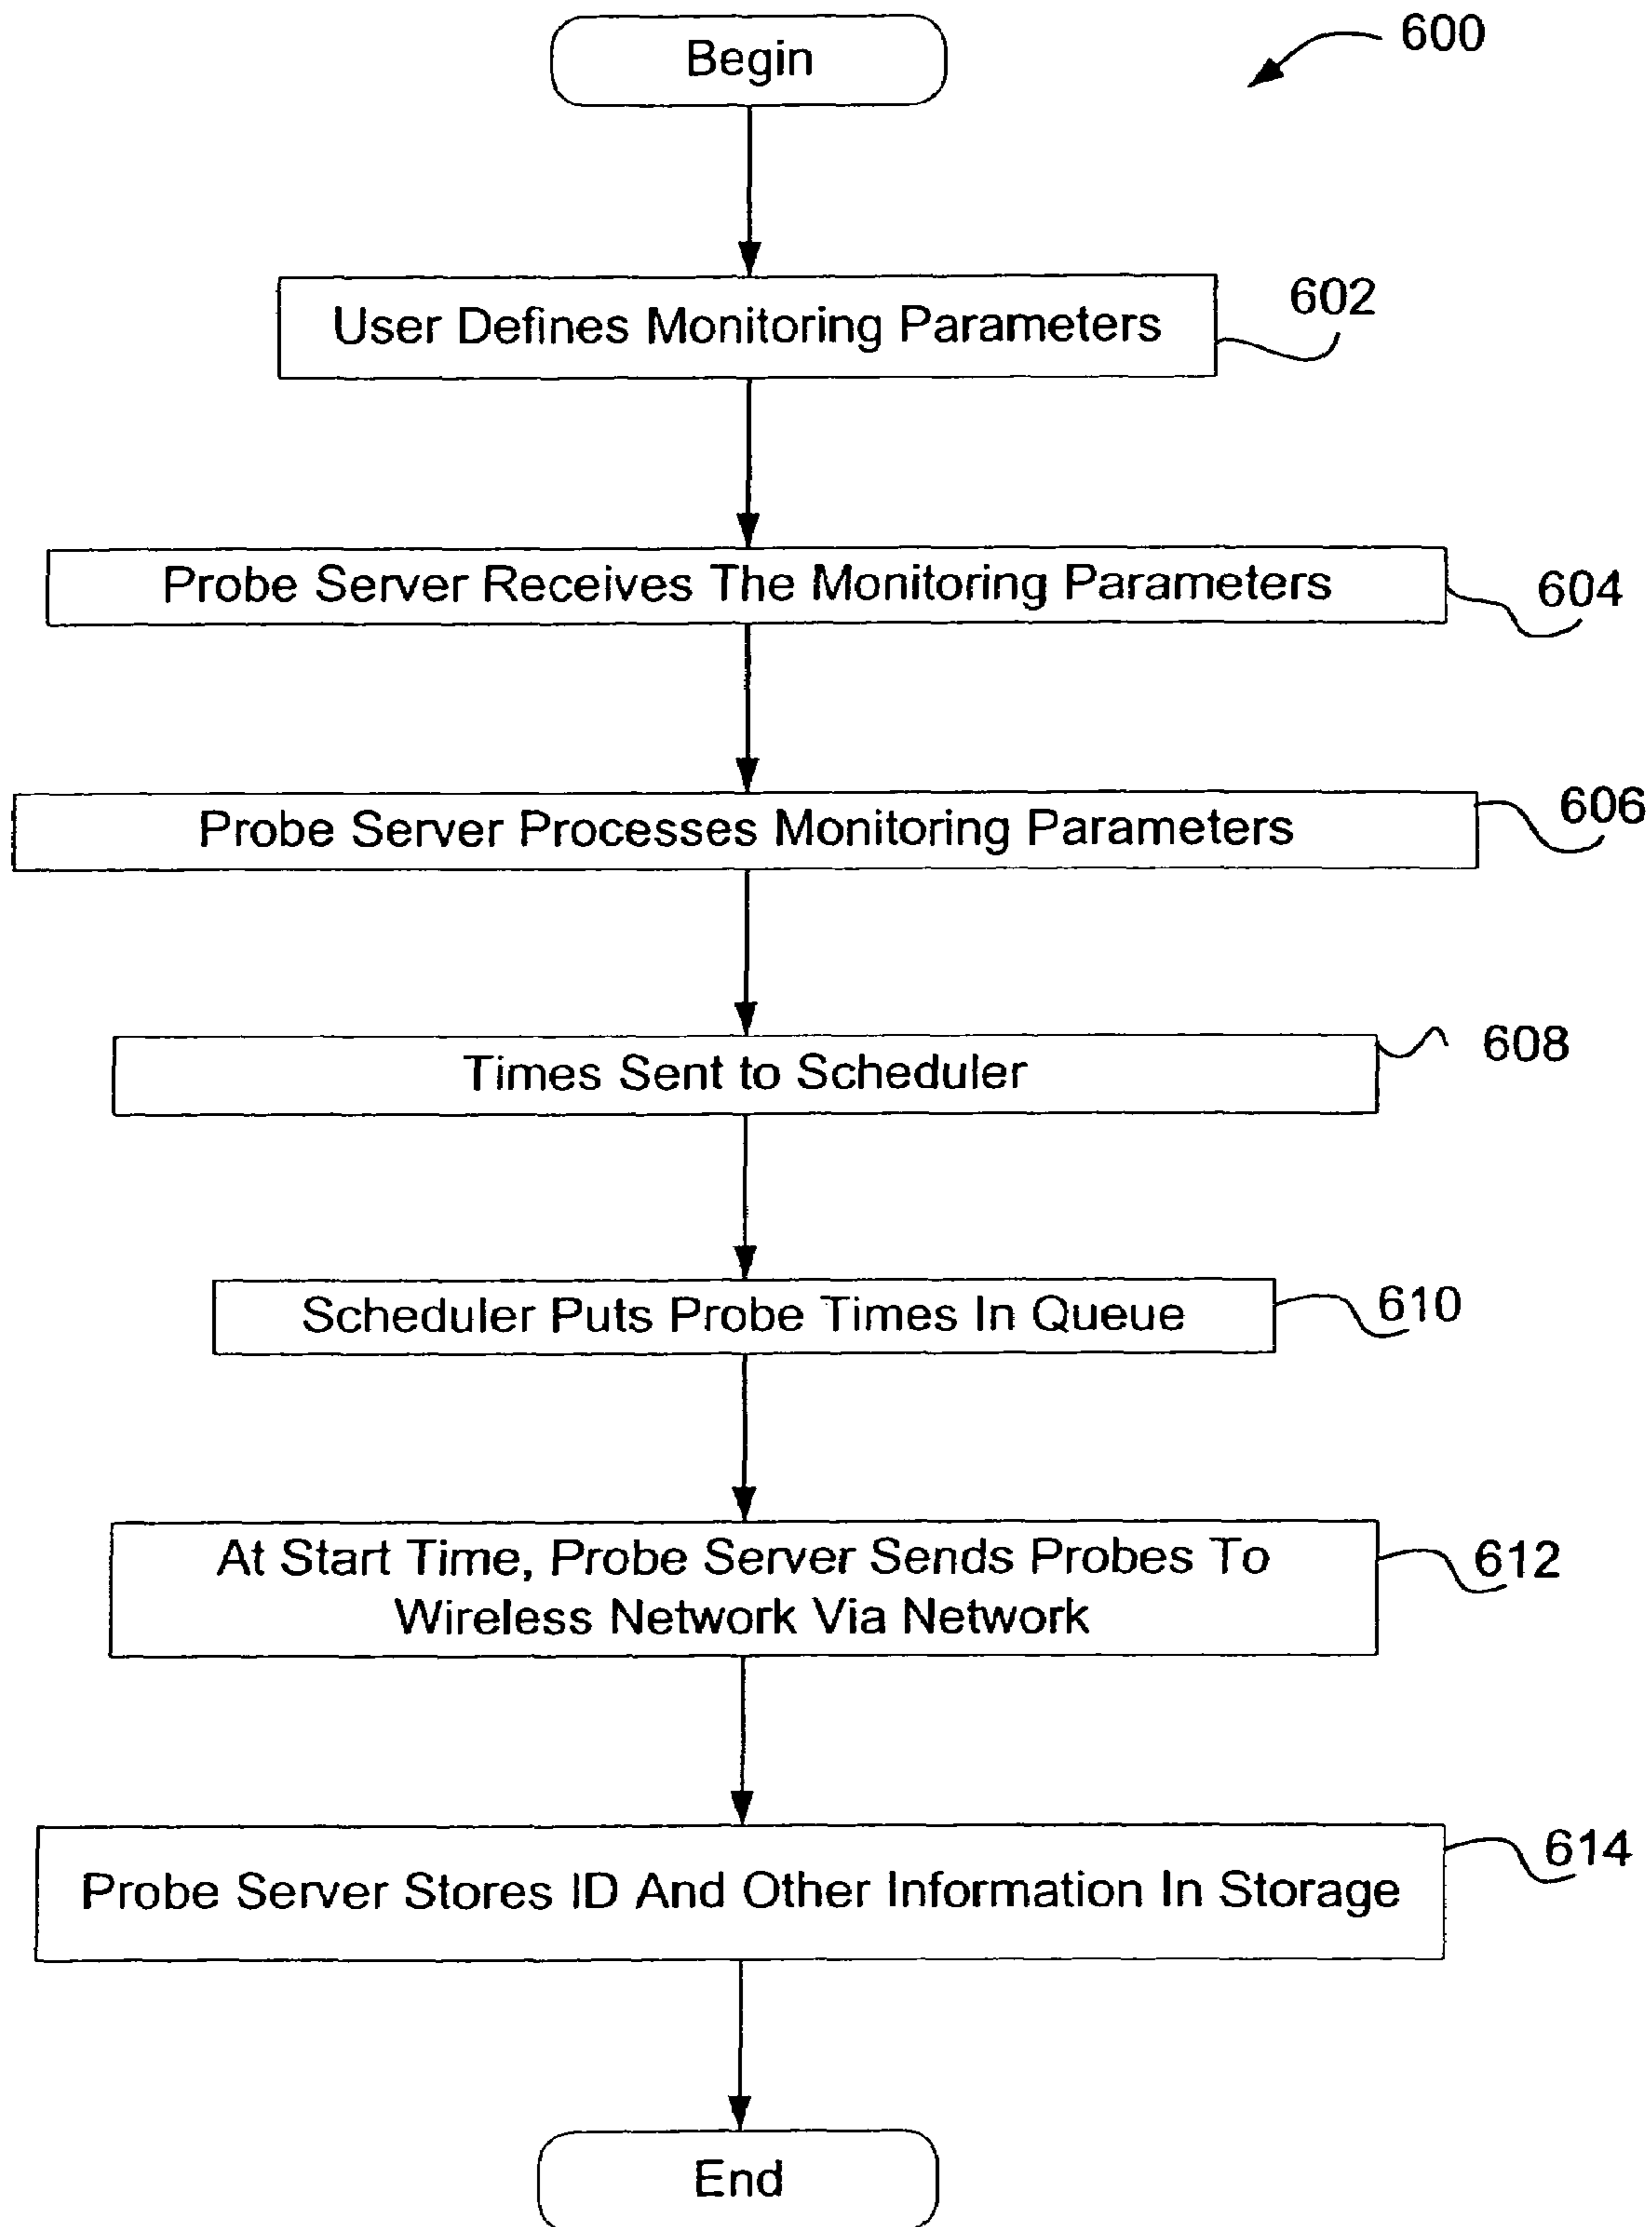 Begin
600
User Defines Monitoring Parameters
602
Probe Server Receives The Monitoring Parameters
604
Probe Server Processes Monitoring Parameters
606
Times Sent to Scheduler
608
Scheduler Puts Probe Times In Queue
610
At Start Time, Probe Server Sends Probes To
Wireless Network Via Network
612
Probe Server Stores ID And Other Information In Storage
614
End